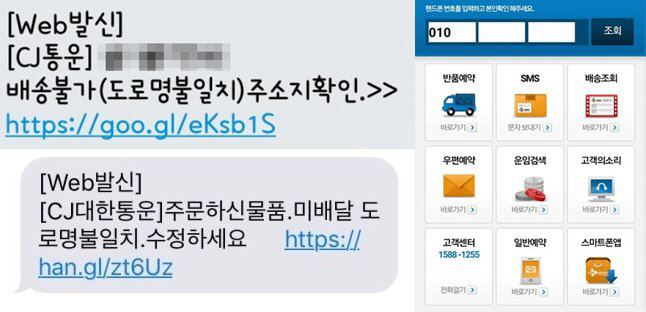 [Web발신]
[CJ통운]
배송불가(도로명불일치)주소지확인.>>
https://goo.gl/eKsb1S
[Web발신]
[CJ대한통운]주문하신물품.미배달 도
로명불일치.수정하세요 https://
han.gl/zt6Uz
핸드폰 번호를 입력하고 본인확인 해주세요.
010 조회
반품예약 SMS 배송조회
바로가기 문자 보내기 바로가기
우편예약 운임검색 고객의소리
바로가기 바로가기 바로가기
고객센터 일반예약 스마트폰앱
1588-1255
전화걸기 바로가기 바로가기